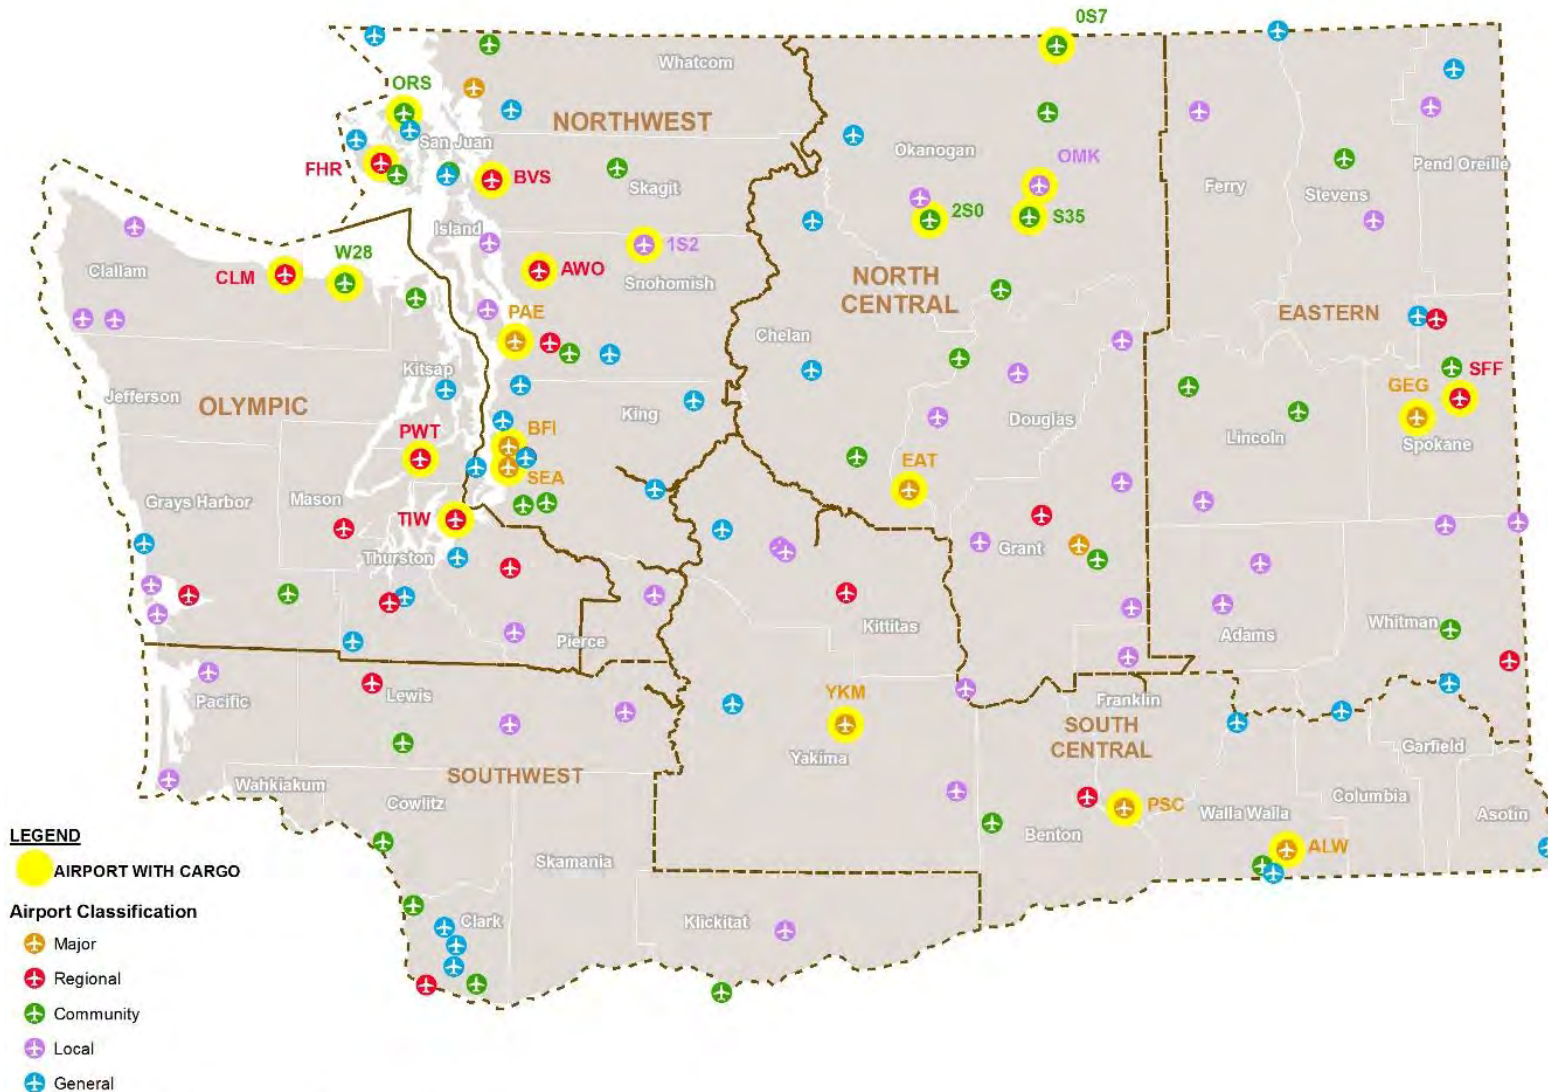 0S7
Whatcom
ORS
NORTHWEST
San Juan
Okanogan
OMK
Pend Oreille
FHR
BVS
Skagit
Ferry
Stevens
2S0
S35
Island
1S2
W28
Clallam
CLM
AWO
Snohomish
NORTH
CENTRAL
PAE
EASTERN
Chelan
Kitsap
SFF
Jefferson
GEG
OLYMPIC
King
Douglas
PWT
BFI
Lincoln
Spokane
EAT
SEA
Grays Harbor
Mason
TIW
Grant
Thurston
Kittitas
Whitman
Adams
Pierce
Pacific
Lewis
YKM
Franklin
SOUTH
CENTRAL
Yakima
Garfield
SOUTHWEST
Wahkiakum
Cowlitz
PSC
Columbia
Walla Walla
Asotin
Benton
LEGEND
ALW
Skamania
AIRPORT WITH CARGO
Airport Classification
Clark
Klickitat
Major
Regional
Community
Local
General